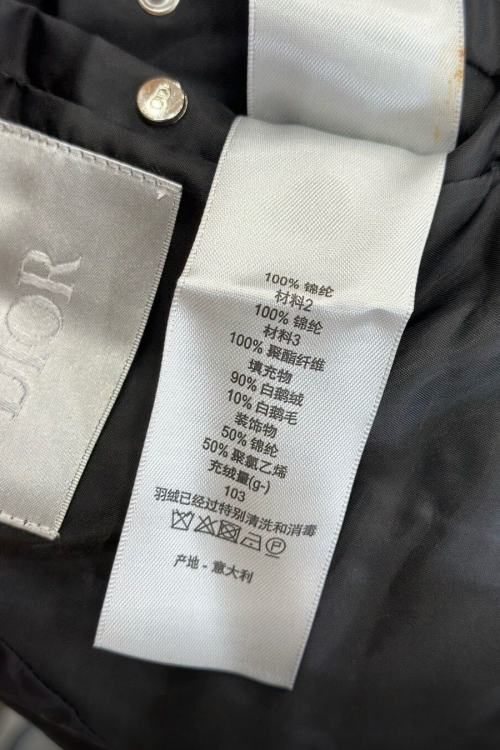 DIOR
CD
100% 锦纶
材料2
100% 锦纶
材料3
100% 聚酯纤维
填充物
90% 白鹅绒
10% 白鹅毛
装饰物
50% 锦纶
50% 聚氯乙烯
充绒量(g-)
103
羽绒已经过特别清洗和消毒
P
产地 - 意大利